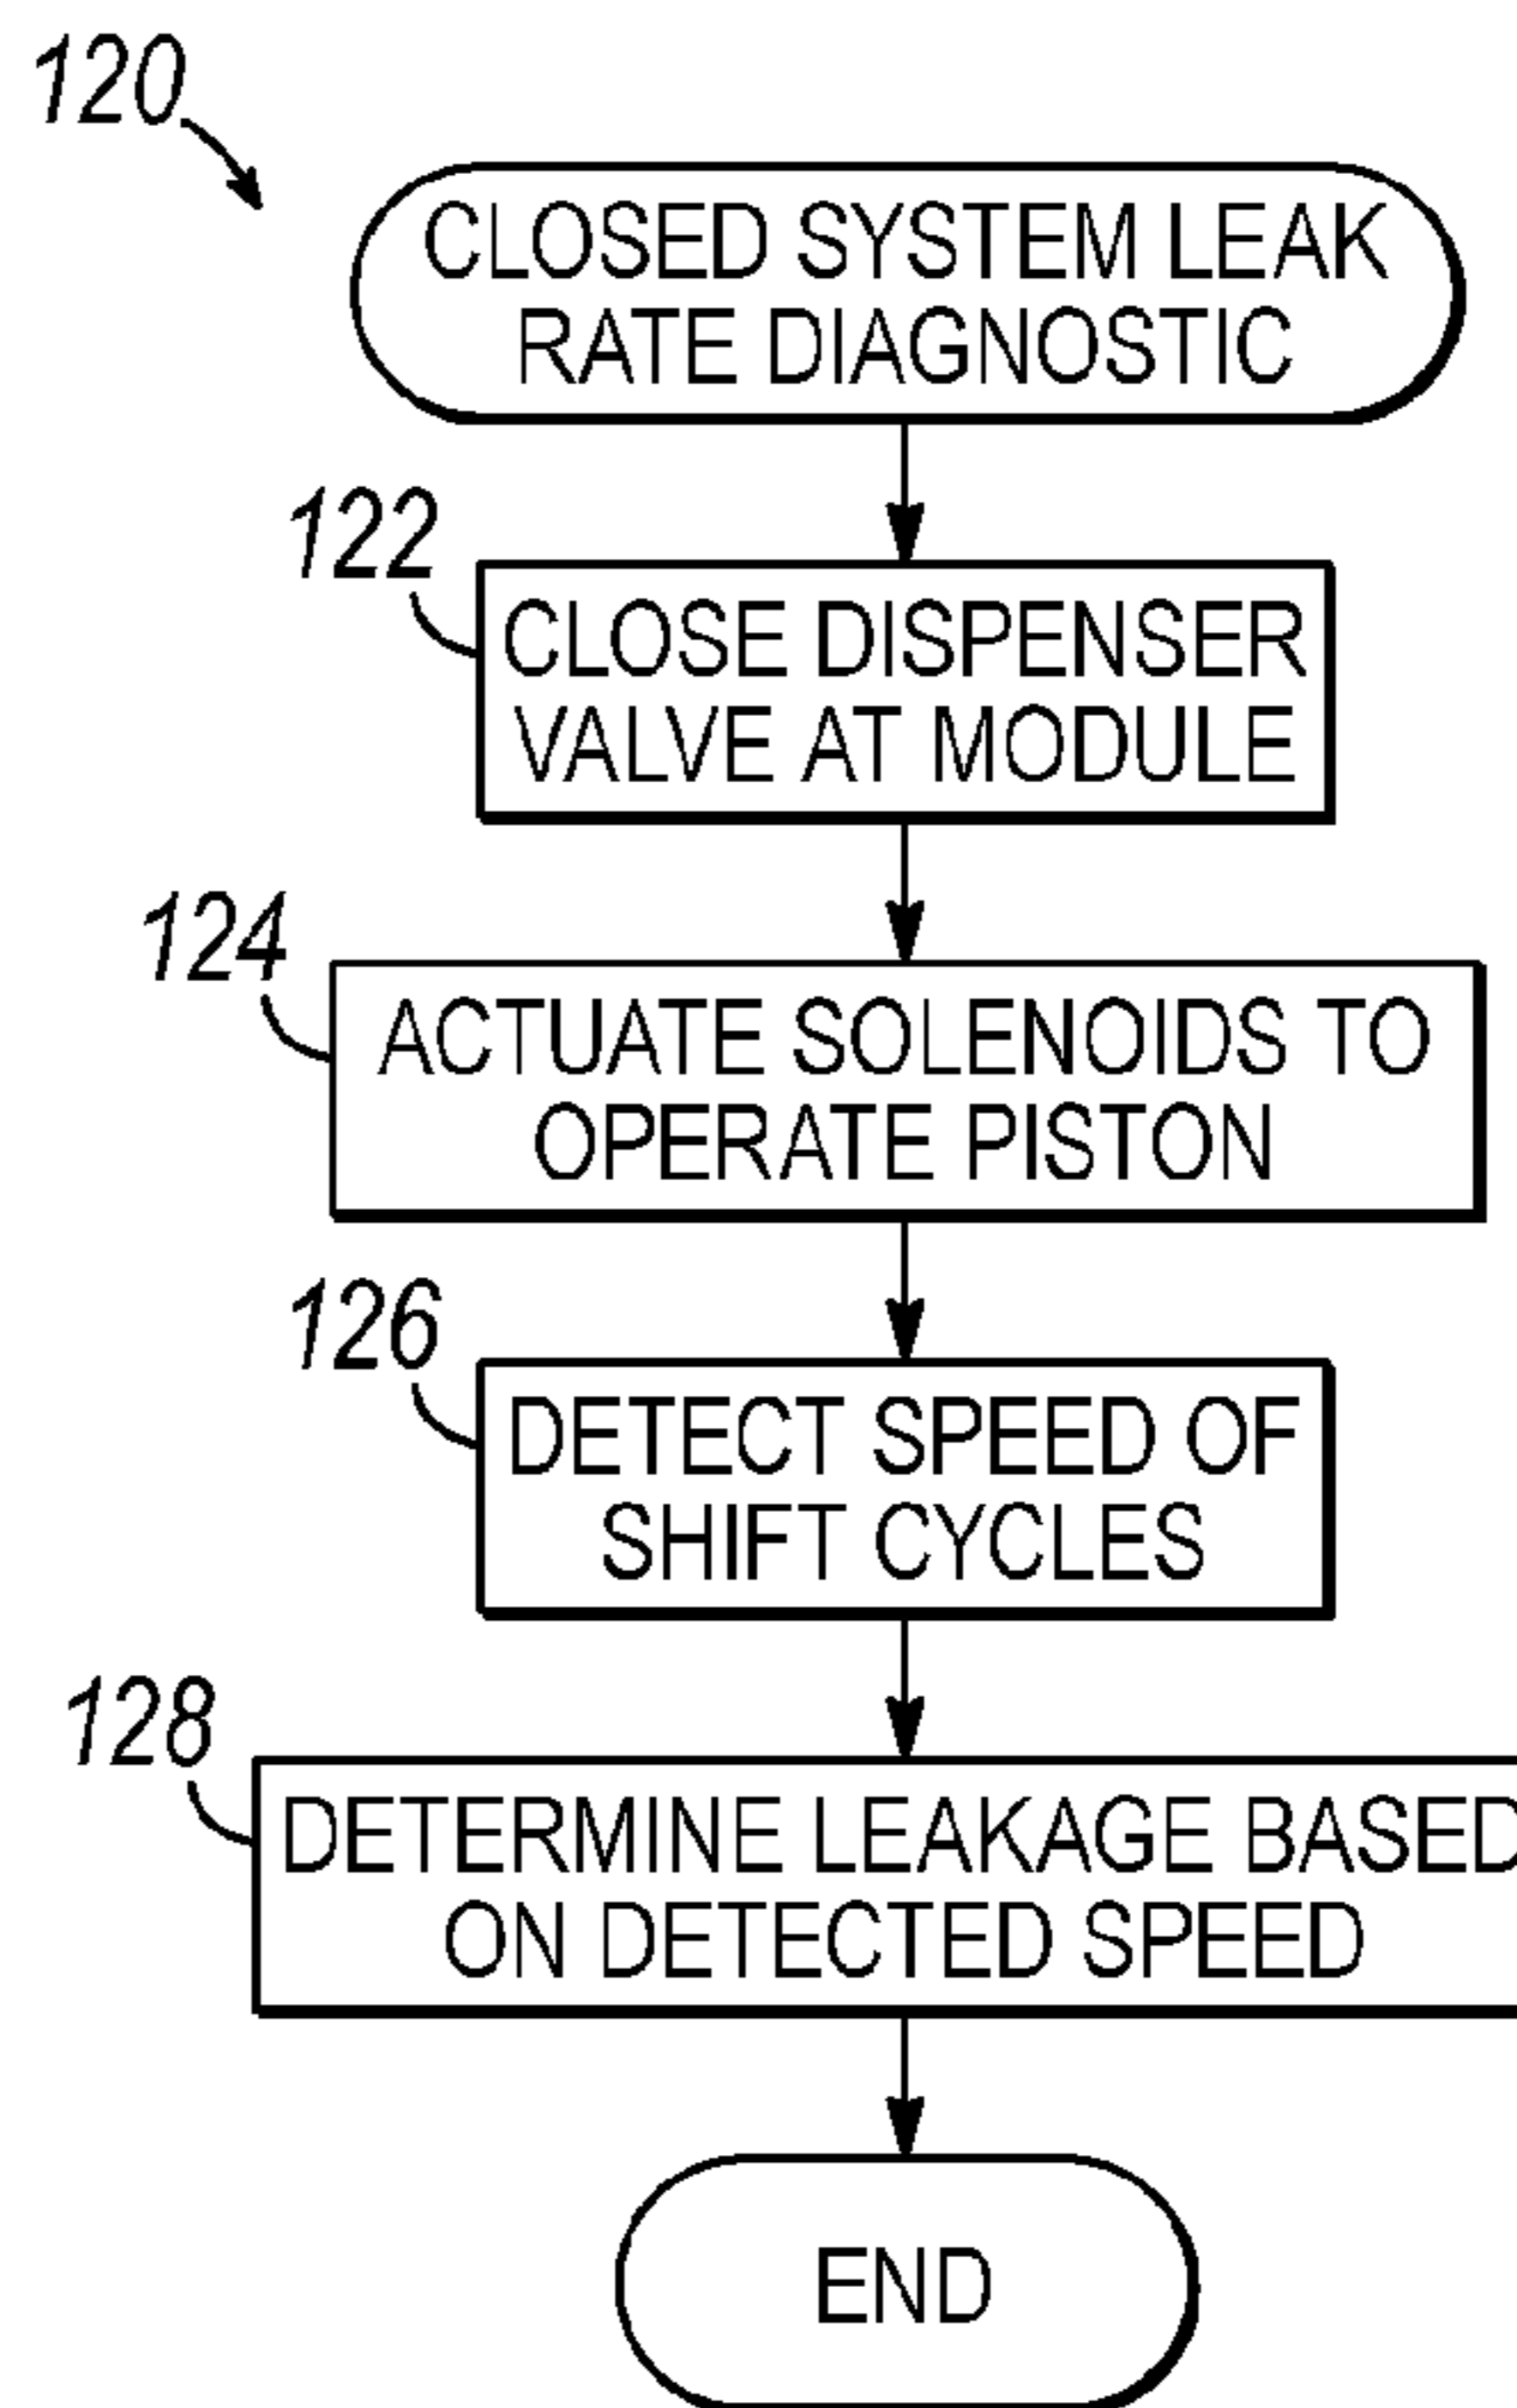 120
CLOSED SYSTEM LEAK
RATE DIAGNOSTIC
122
CLOSE DISPENSER
VALVE AT MODULE
124
ACTUATE SOLENOIDS TO
OPERATE PISTON
126
DETECT SPEED OF
SHIFT CYCLES
128
DETERMINE LEAKAGE BASED
ON DETECTED SPEED
END